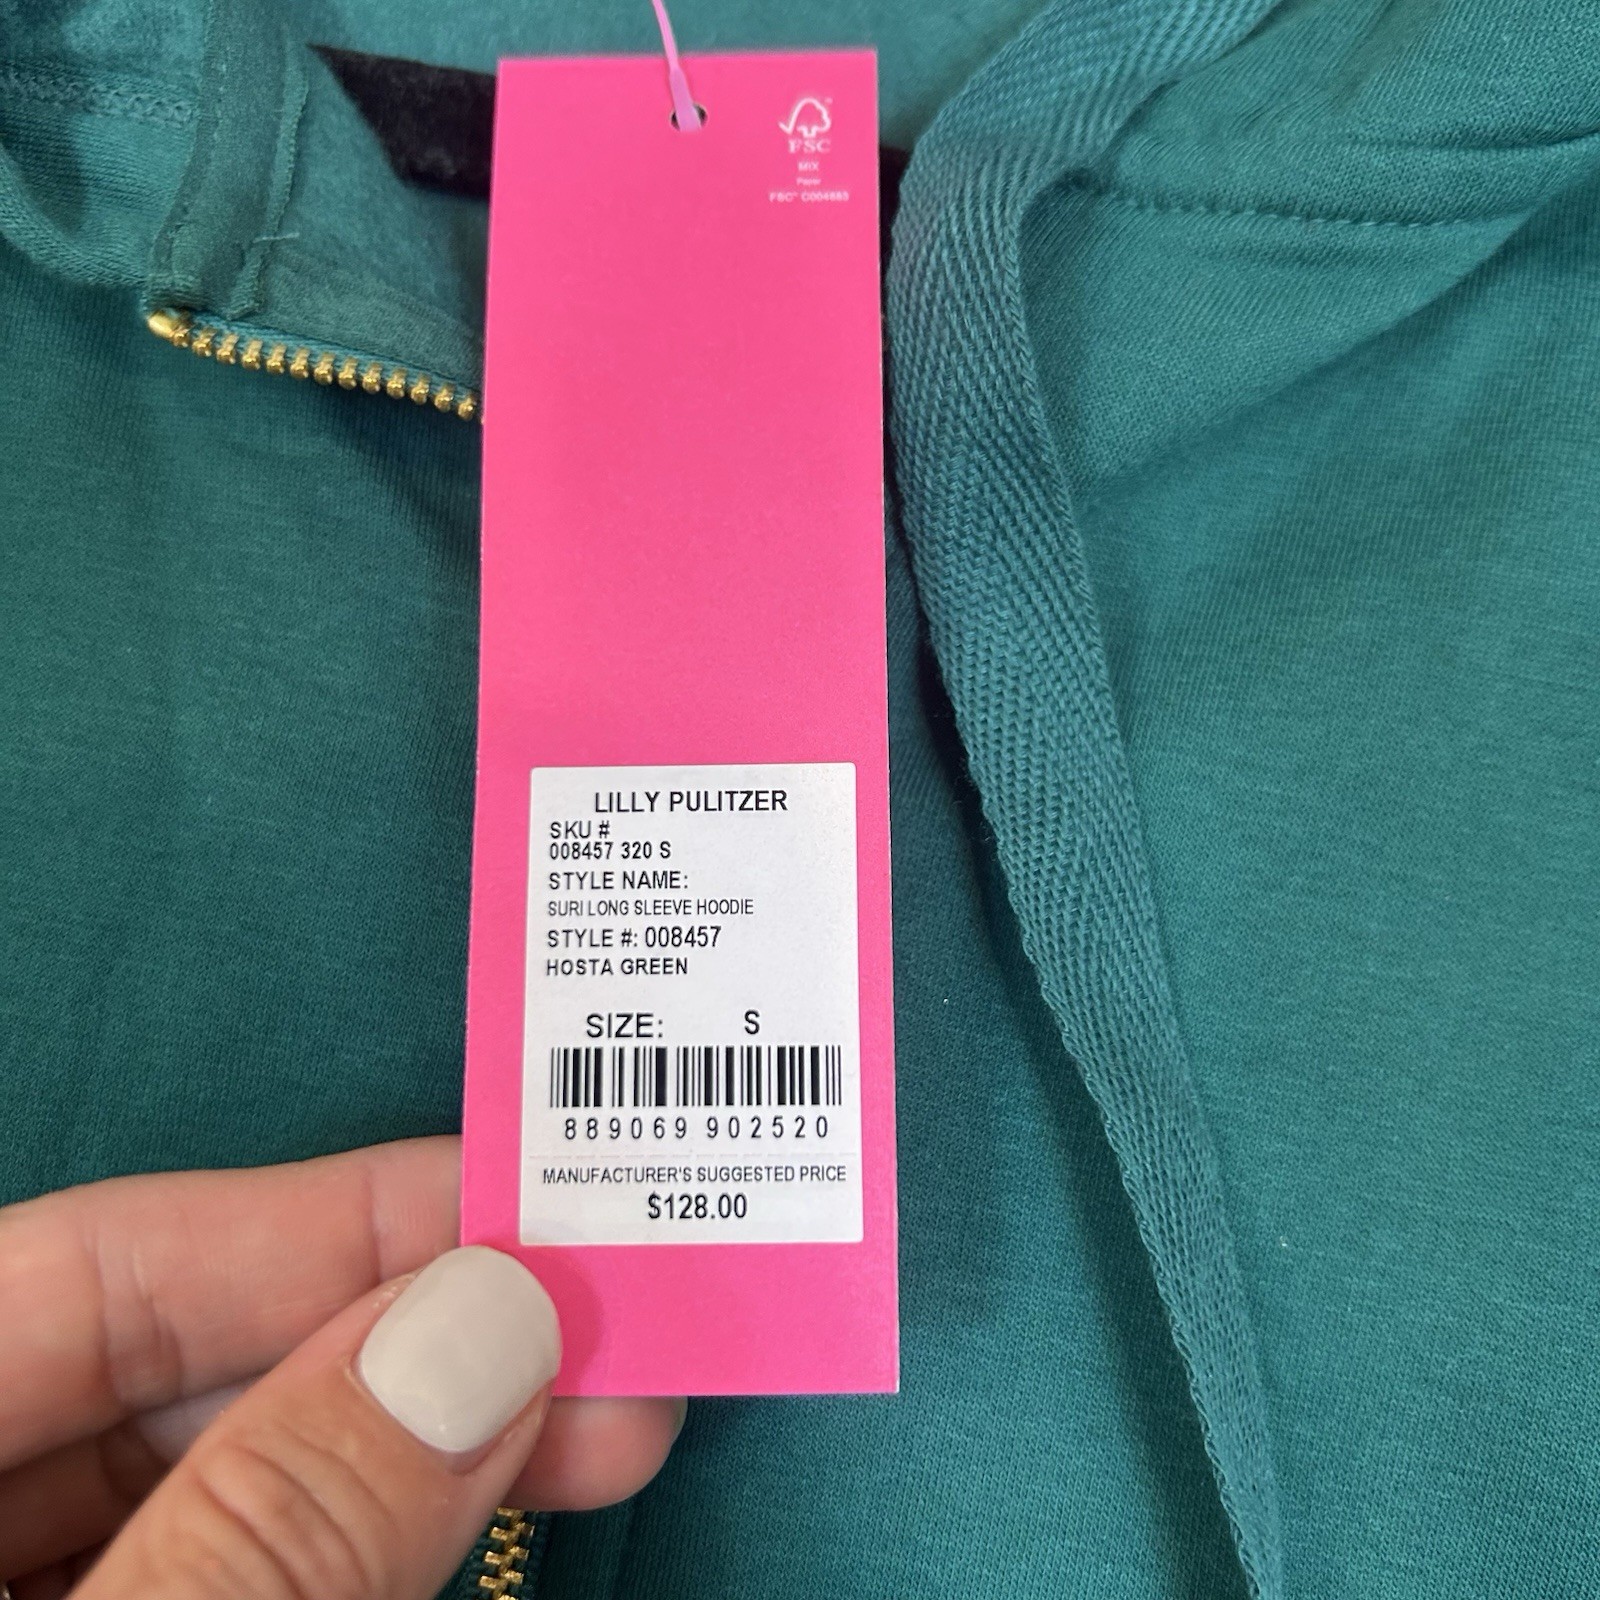 FSC
MIX
Paper
LILLY PULITZER
SKU #
008457 320 S
STYLE NAME:
SURI LONG SLEEVE HOODIE
STYLE #: 008457
HOSTA GREEN
SIZE: S
889069 902520
MANUFACTURER'S SUGGESTED PRICE
$128.00